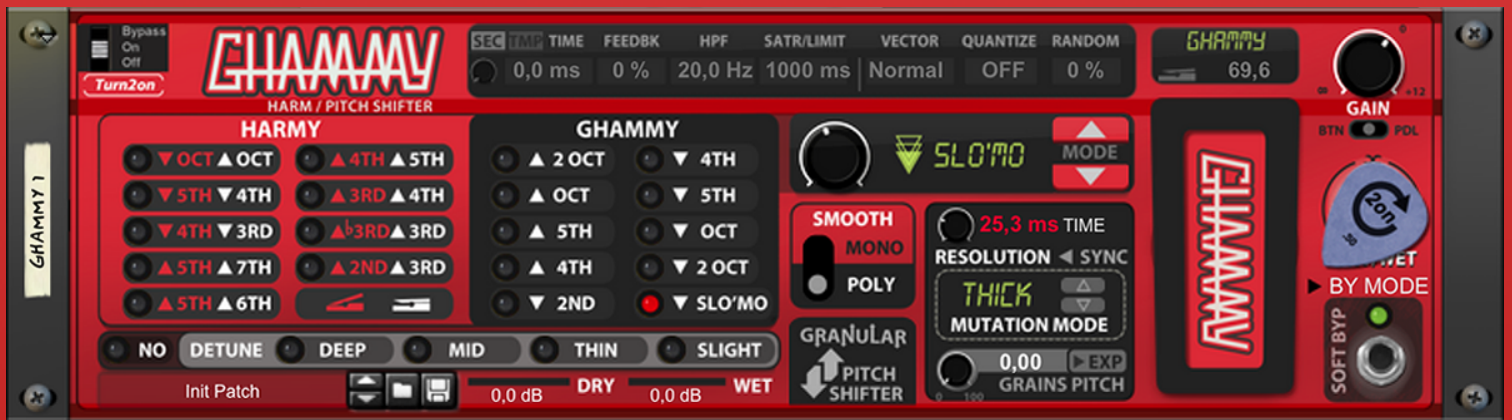 Bypass
On
Off
Turn2on
GHAMMY
HARM / PITCH SHIFTER
SEC TMP TIME FEEDBK HPF SATR/LIMIT VECTOR QUANTIZE RANDOM
0,0 ms 0 % 20,0 Hz 1000 ms Normal OFF 0 %
GHAMMY
69,6
0
∞ +12
GAIN
BTN PDL
GHAMMY 1
HARMY
▼OCT▲OCT ▲4TH▲5TH
▼5TH▼4TH ▲3RD▲4TH
▼4TH▼3RD ▲♭3RD▲3RD
▲5TH▲7TH ▲2ND▲3RD
▲5TH▲6TH
GHAMMY
▲ 2 OCT ▼ 4TH
▲ OCT ▼ 5TH
▲ 5TH ▼ OCT
▲ 4TH ▼ 2 OCT
▼ 2ND ▼ SLO'MO
NO DETUNE DEEP MID THIN SLIGHT
Init Patch
0,0 dB DRY 0,0 dB WET
SLO'MO
▲
MODE
▼
SMOOTH
MONO
POLY
GRANULAR
PITCH
SHIFTER
25,3 ms TIME
RESOLUTION ◀ SYNC
THICK
MUTATION MODE
0,00 ▶EXP
GRAINS PITCH
0 100
GHAMMY
2on
▶ BY MODE
SOFT BYP